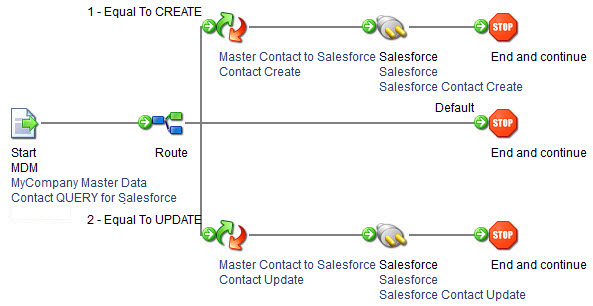 1 - Equal To CREATE
Master Contact to Salesforce
Contact Create
Salesforce
Salesforce
Salesforce Contact Create
End and continue
Default
Start
MDM
MyCompany Master Data
Contact QUERY for Salesforce
Route
End and continue
2 - Equal To UPDATE
Master Contact to Salesforce
Contact Update
Salesforce
Salesforce
Salesforce Contact Update
End and continue
STOP
STOP
STOP